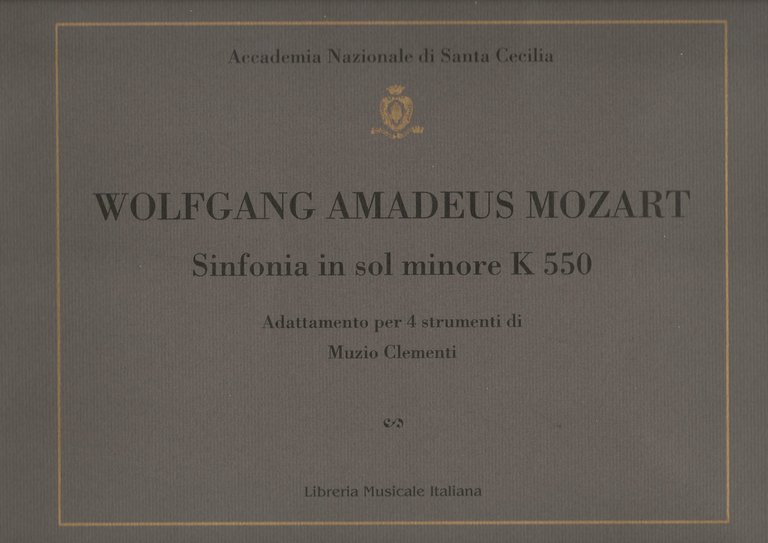 Accademia Nazionale di Santa Cecilia
WOLFGANG AMADEUS MOZART
Sinfonia in sol minore K 550
Adattamento per 4 strumenti di
Muzio Clementi
Libreria Musicale Italiana